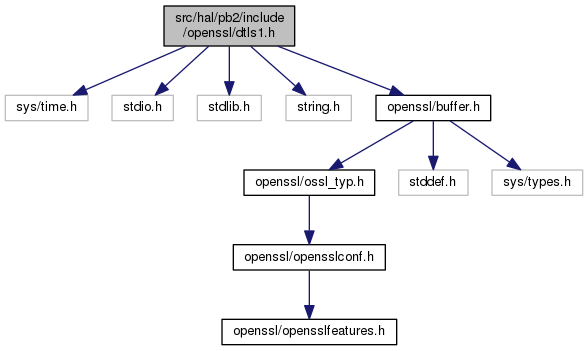 src/hal/pb2/include
/openssl/dtls1.h
sys/time.h
stdio.h
stdlib.h
string.h
openssl/buffer.h
openssl/ossl_typ.h
stddef.h
sys/types.h
openssl/opensslconf.h
openssl/opensslfeatures.h